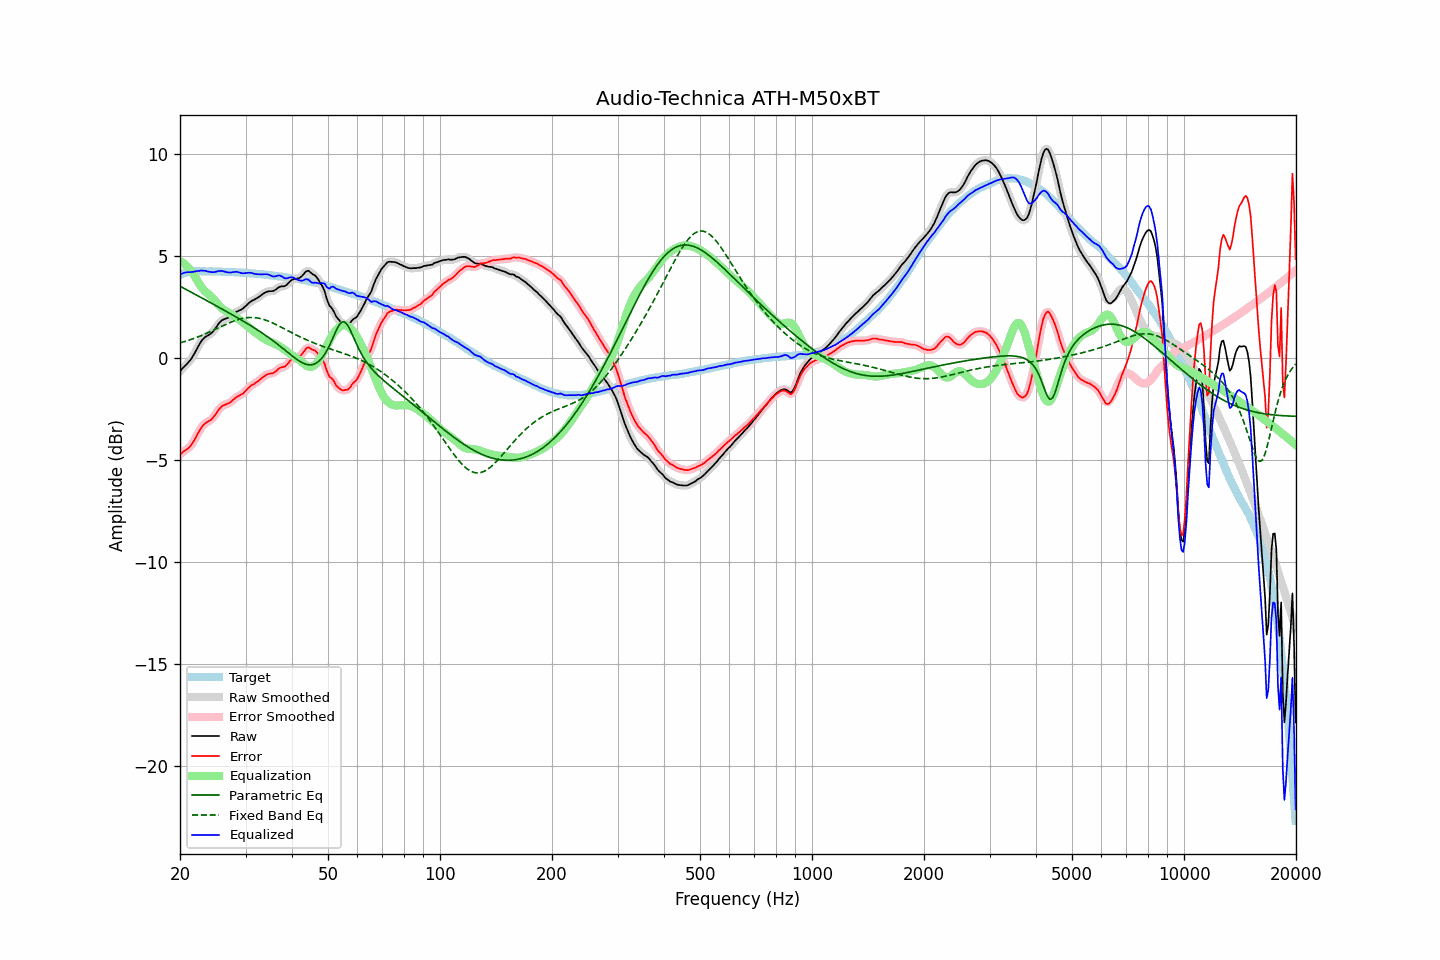 Audio-Technica ATH-M50xBT
Amplitude (dBr)
10
5
0
−5
−10
−15
−20
Target
Raw Smoothed
Error Smoothed
Raw
Error
Equalization
Parametric Eq
Fixed Band Eq
Equalized
20 50 100 200 500 1000 2000 5000 10000 20000
Frequency (Hz)